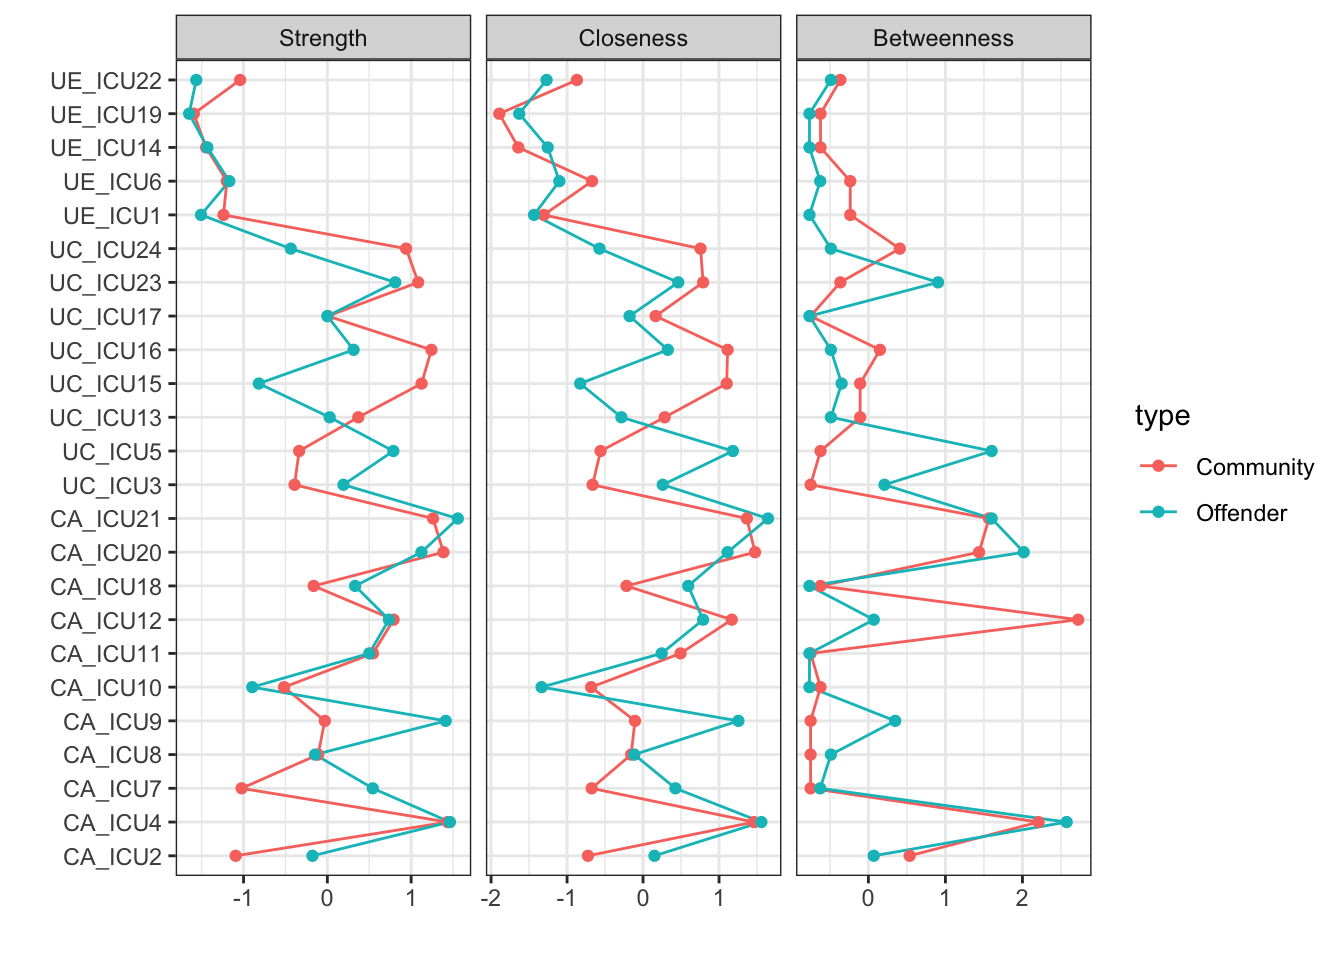 Strength Closeness Betweenness
UE_ICU22
UE_ICU19
UE_ICU14
UE_ICU6
UE_ICU1
UC_ICU24
UC_ICU23
UC_ICU17
UC_ICU16
UC_ICU15
UC_ICU13
UC_ICU5
UC_ICU3
CA_ICU21
CA_ICU20
CA_ICU18
CA_ICU12
CA_ICU11
CA_ICU10
CA_ICU9
CA_ICU8
CA_ICU7
CA_ICU4
CA_ICU2
-1 0 1 -2 -1 0 1 0 1 2
type
Community
Offender